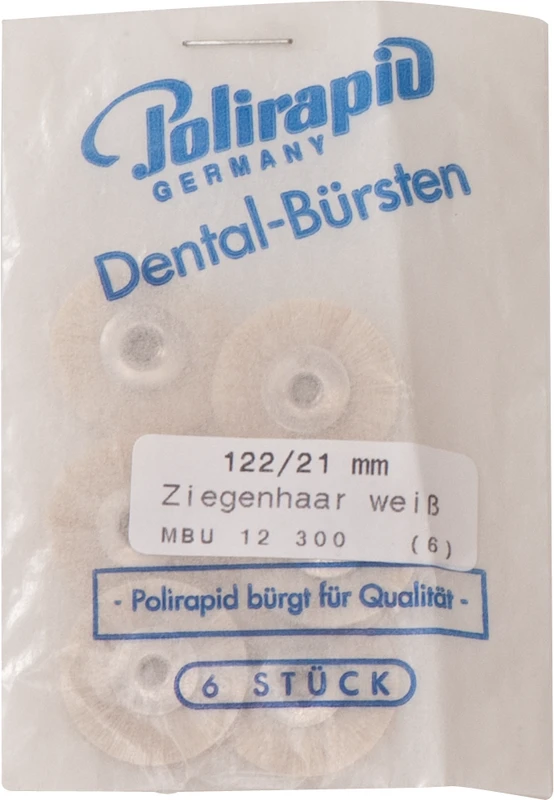 Polirapid
GERMANY
Dental-Bürsten
122/21 mm
Ziegenhaar weiß
MBU 12 300 (6)
- Polirapid bürgt für Qualität -
6 STÜCK